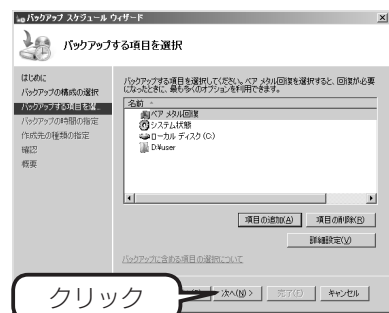 バックアップ スケジュール ウィザード
バックアップする項目を選択
はじめに
バックアップの構成の選択
バックアップする項目を選...
バックアップの時間の指定
作成先の種類の指定
確認
概要
バックアップする項目を選択してください。ベア メタル回復を選択すると、回復が必要
になったときに、最も多くのオプションを利用できます。
名前
ベア メタル回復
システム状態
ローカル ディスク (C:)
D:¥user
項目の追加(A)
項目の削除(R)
詳細設定(V)
バックアップに含める項目の選択について
次へ(N) >
完了(F)
キャンセル
クリック